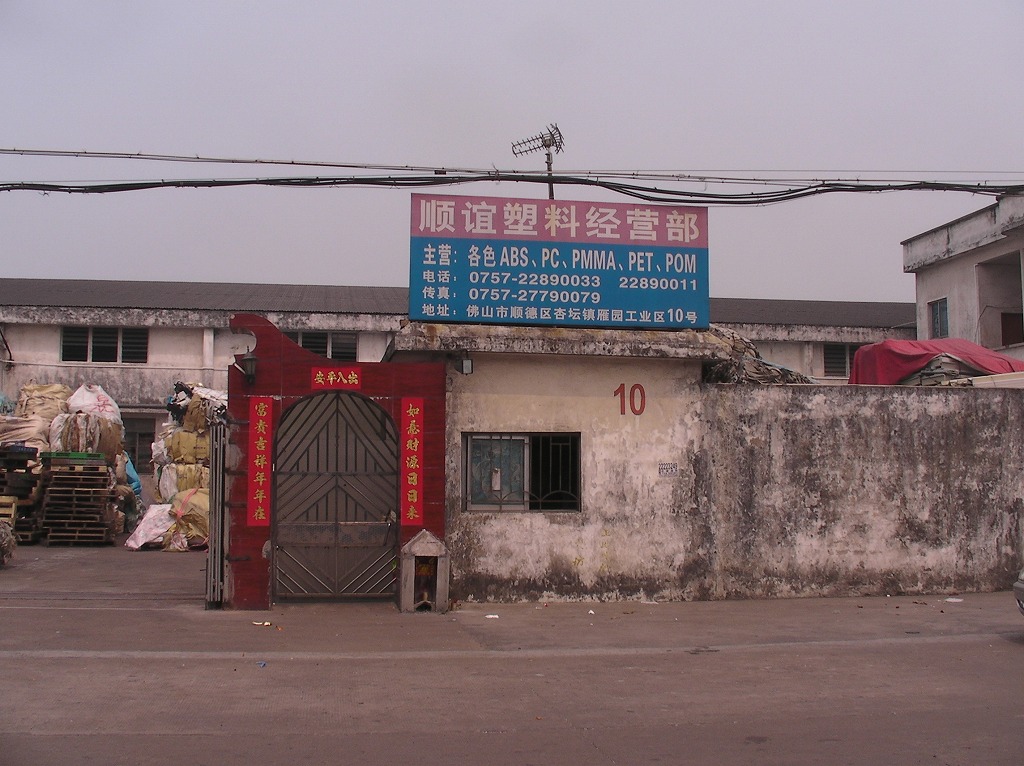 顺谊塑料经营部
主营：各色ABS、PC、PMMA、PET、POM
电话：0757-22890033 22890011
传真：0757-27790079
地址：佛山市顺德区杏坛镇雁园工业区10号
安平入出
富贵吉祥年年在
如意财源日日来
10